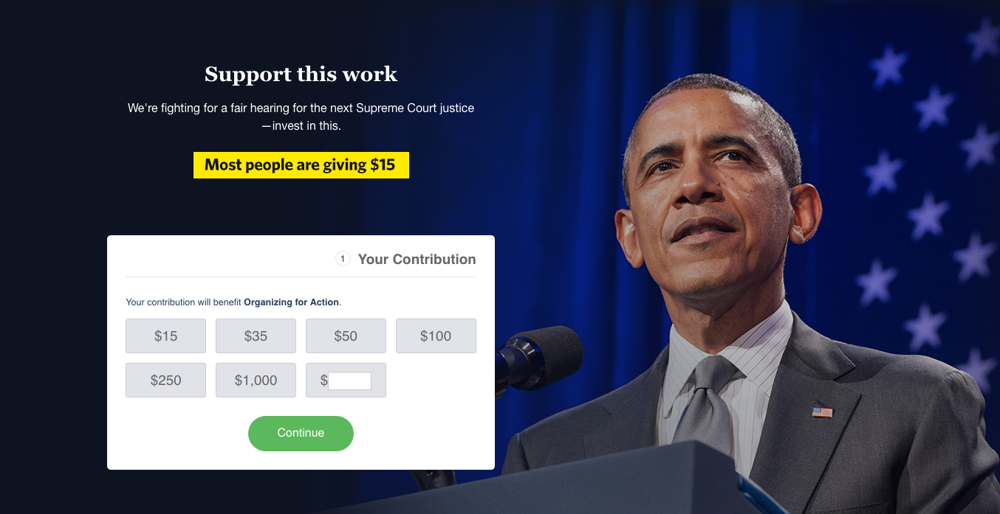 Support this work
We're fighting for a fair hearing for the next Supreme Court justice
—invest in this.
Most people are giving $15
1 Your Contribution
Your contribution will benefit Organizing for Action.
$15 $35 $50 $100
$250 $1,000 $
Continue